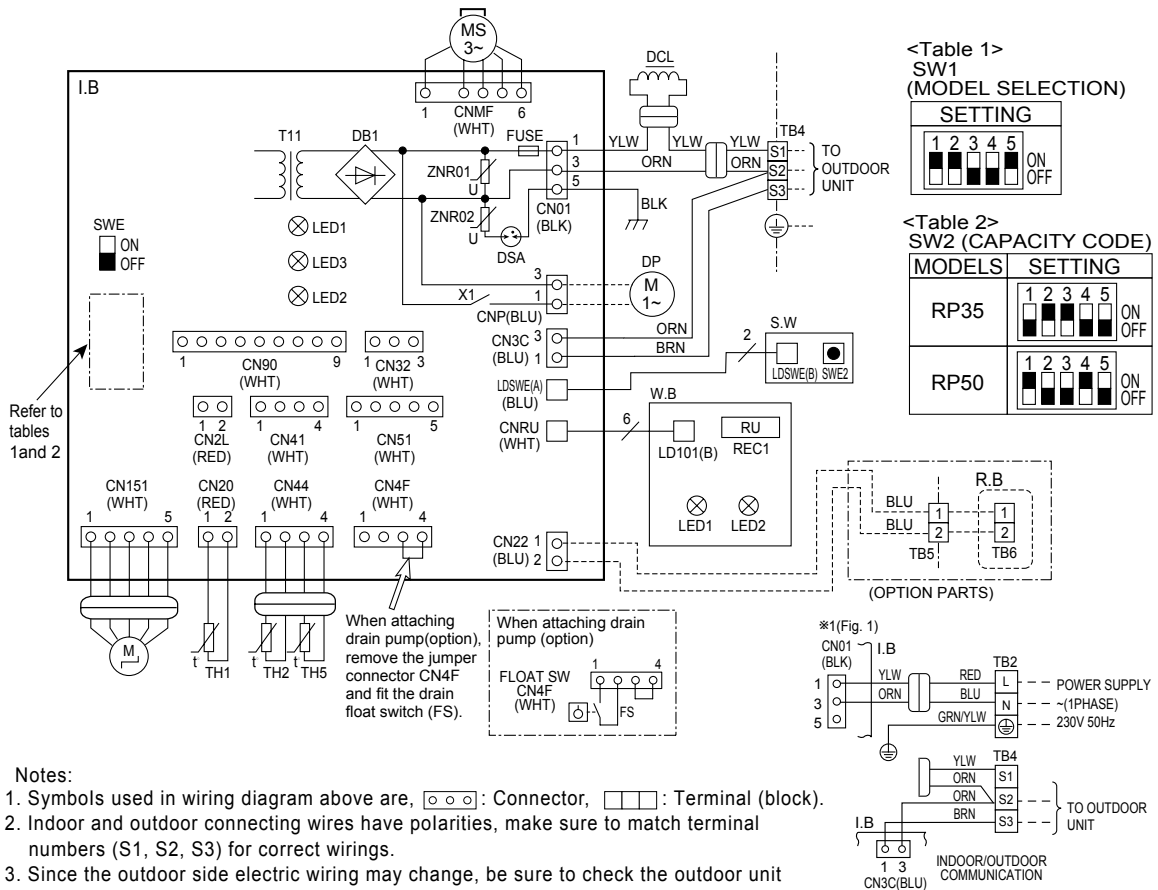 MS
3~
I.B
1
6
CNMF
(WHT)
DCL
T11
DB1
FUSE
1
YLW
YLW
YLW
TB4
S1
TO
OUTDOOR
UNIT
ZNR01
U
3
ORN
ORN
S2
5
S3
CN01
(BLK)
BLK
ZNR02
U
DSA
SWE
ON
OFF
LED1
LED3
LED2
X1
3
1
CNP(BLU)
DP
M
1~
CN3C
(BLU)
3
1
ORN
BRN
LDSWE(A)
(BLU)
2
S.W
LDSWE(B)
SWE2
CNRU
(WHT)
6
W.B
LD101(B)
RU
REC1
LED1
LED2
1
9
CN90
(WHT)
1
3
CN32
(WHT)
Refer to
tables
1and 2
1 2
CN2L
(RED)
1
4
CN41
(WHT)
1
5
CN51
(WHT)
CN151
(WHT)
1
5
CN20
(RED)
1 2
CN44
(WHT)
1
4
CN4F
(WHT)
1
4
CN22
(BLU)
1
2
M
t
TH1
t
TH2
t
TH5
When attaching
drain pump(option),
remove the jumper
connector CN4F
and fit the drain
float switch (FS).
When attaching drain
pump (option)
FLOAT SW
CN4F
(WHT)
1
4
FS
R.B
BLU
BLU
1
2
TB5
1
2
TB6
(OPTION PARTS)
<Table 1>
SW1
(MODEL SELECTION)
SETTING
1 2 3 4 5
ON
OFF
<Table 2>
SW2 (CAPACITY CODE)
MODELS SETTING
RP35
1 2 3 4 5
ON
OFF
RP50
1 2 3 4 5
ON
OFF
※1(Fig. 1)
CN01
(BLK)
I.B
1
3
5
YLW
ORN
RED
BLU
GRN/YLW
TB2
L
N
POWER SUPPLY
~(1PHASE)
230V 50Hz
YLW
ORN
ORN
BRN
TB4
S1
S2
S3
TO OUTDOOR
UNIT
I.B
1 3
CN3C(BLU)
INDOOR/OUTDOOR
COMMUNICATION
Notes:
1. Symbols used in wiring diagram above are, : Connector, : Terminal (block).
2. Indoor and outdoor connecting wires have polarities, make sure to match terminal
numbers (S1, S2, S3) for correct wirings.
3. Since the outdoor side electric wiring may change, be sure to check the outdoor unit